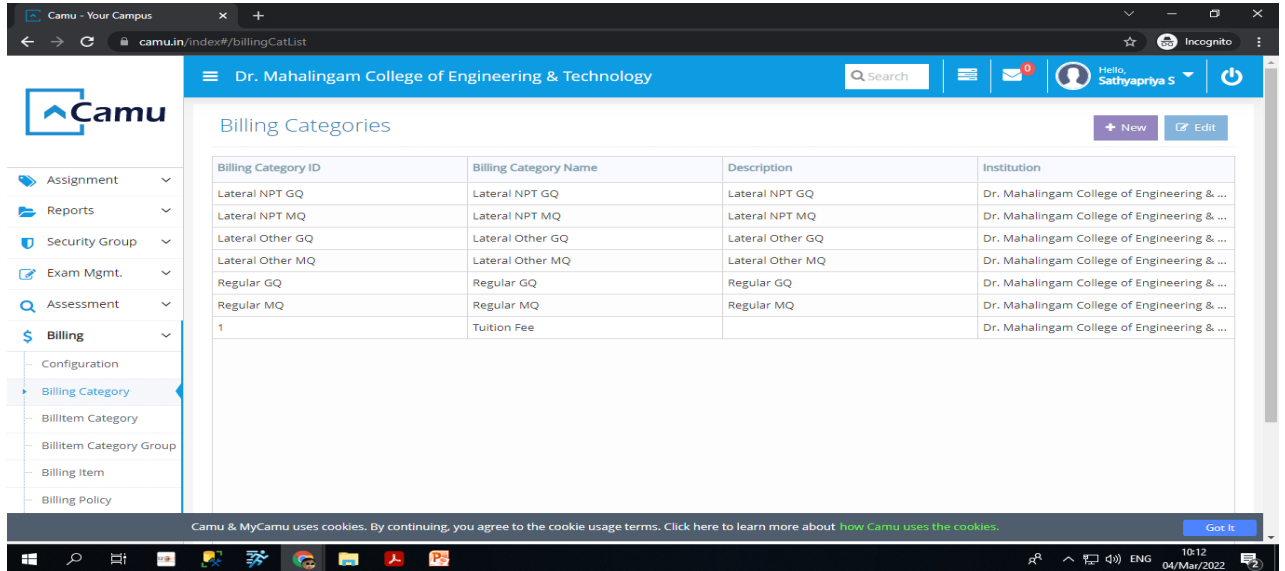 Camu - Your Campus
camu.in/index#/billingCatList
Incognito
Camu
Dr. Mahalingam College of Engineering & Technology
Search
0
Hello,
Sathyapriya S
Billing Categories
+ New
Edit
Assignment
Reports
Security Group
Exam Mgmt.
Assessment
$ Billing
Configuration
Billing Category
BillItem Category
Billitem Category Group
Billing Item
Billing Policy
Billing Category ID Billing Category Name Description Institution
Lateral NPT GQ Lateral NPT GQ Lateral NPT GQ Dr. Mahalingam College of Engineering & ...
Lateral NPT MQ Lateral NPT MQ Lateral NPT MQ Dr. Mahalingam College of Engineering & ...
Lateral Other GQ Lateral Other GQ Lateral Other GQ Dr. Mahalingam College of Engineering & ...
Lateral Other MQ Lateral Other MQ Lateral Other MQ Dr. Mahalingam College of Engineering & ...
Regular GQ Regular GQ Regular GQ Dr. Mahalingam College of Engineering & ...
Regular MQ Regular MQ Regular MQ Dr. Mahalingam College of Engineering & ...
1 Tuition Fee Dr. Mahalingam College of Engineering & ...
Camu & MyCamu uses cookies. By continuing, you agree to the cookie usage terms. Click here to learn more about how Camu uses the cookies.
Got It
ENG
10:12
04/Mar/2022
2